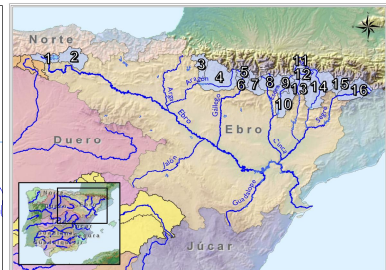 Norte
1
2
3
4
5
6
7
8
9
10
11
12
13
14
15
16
Aragón
Arga
Ebro
Gállego
Cinca
Segre
Ebro
Duero
Jalón
Guadalope
Júcar